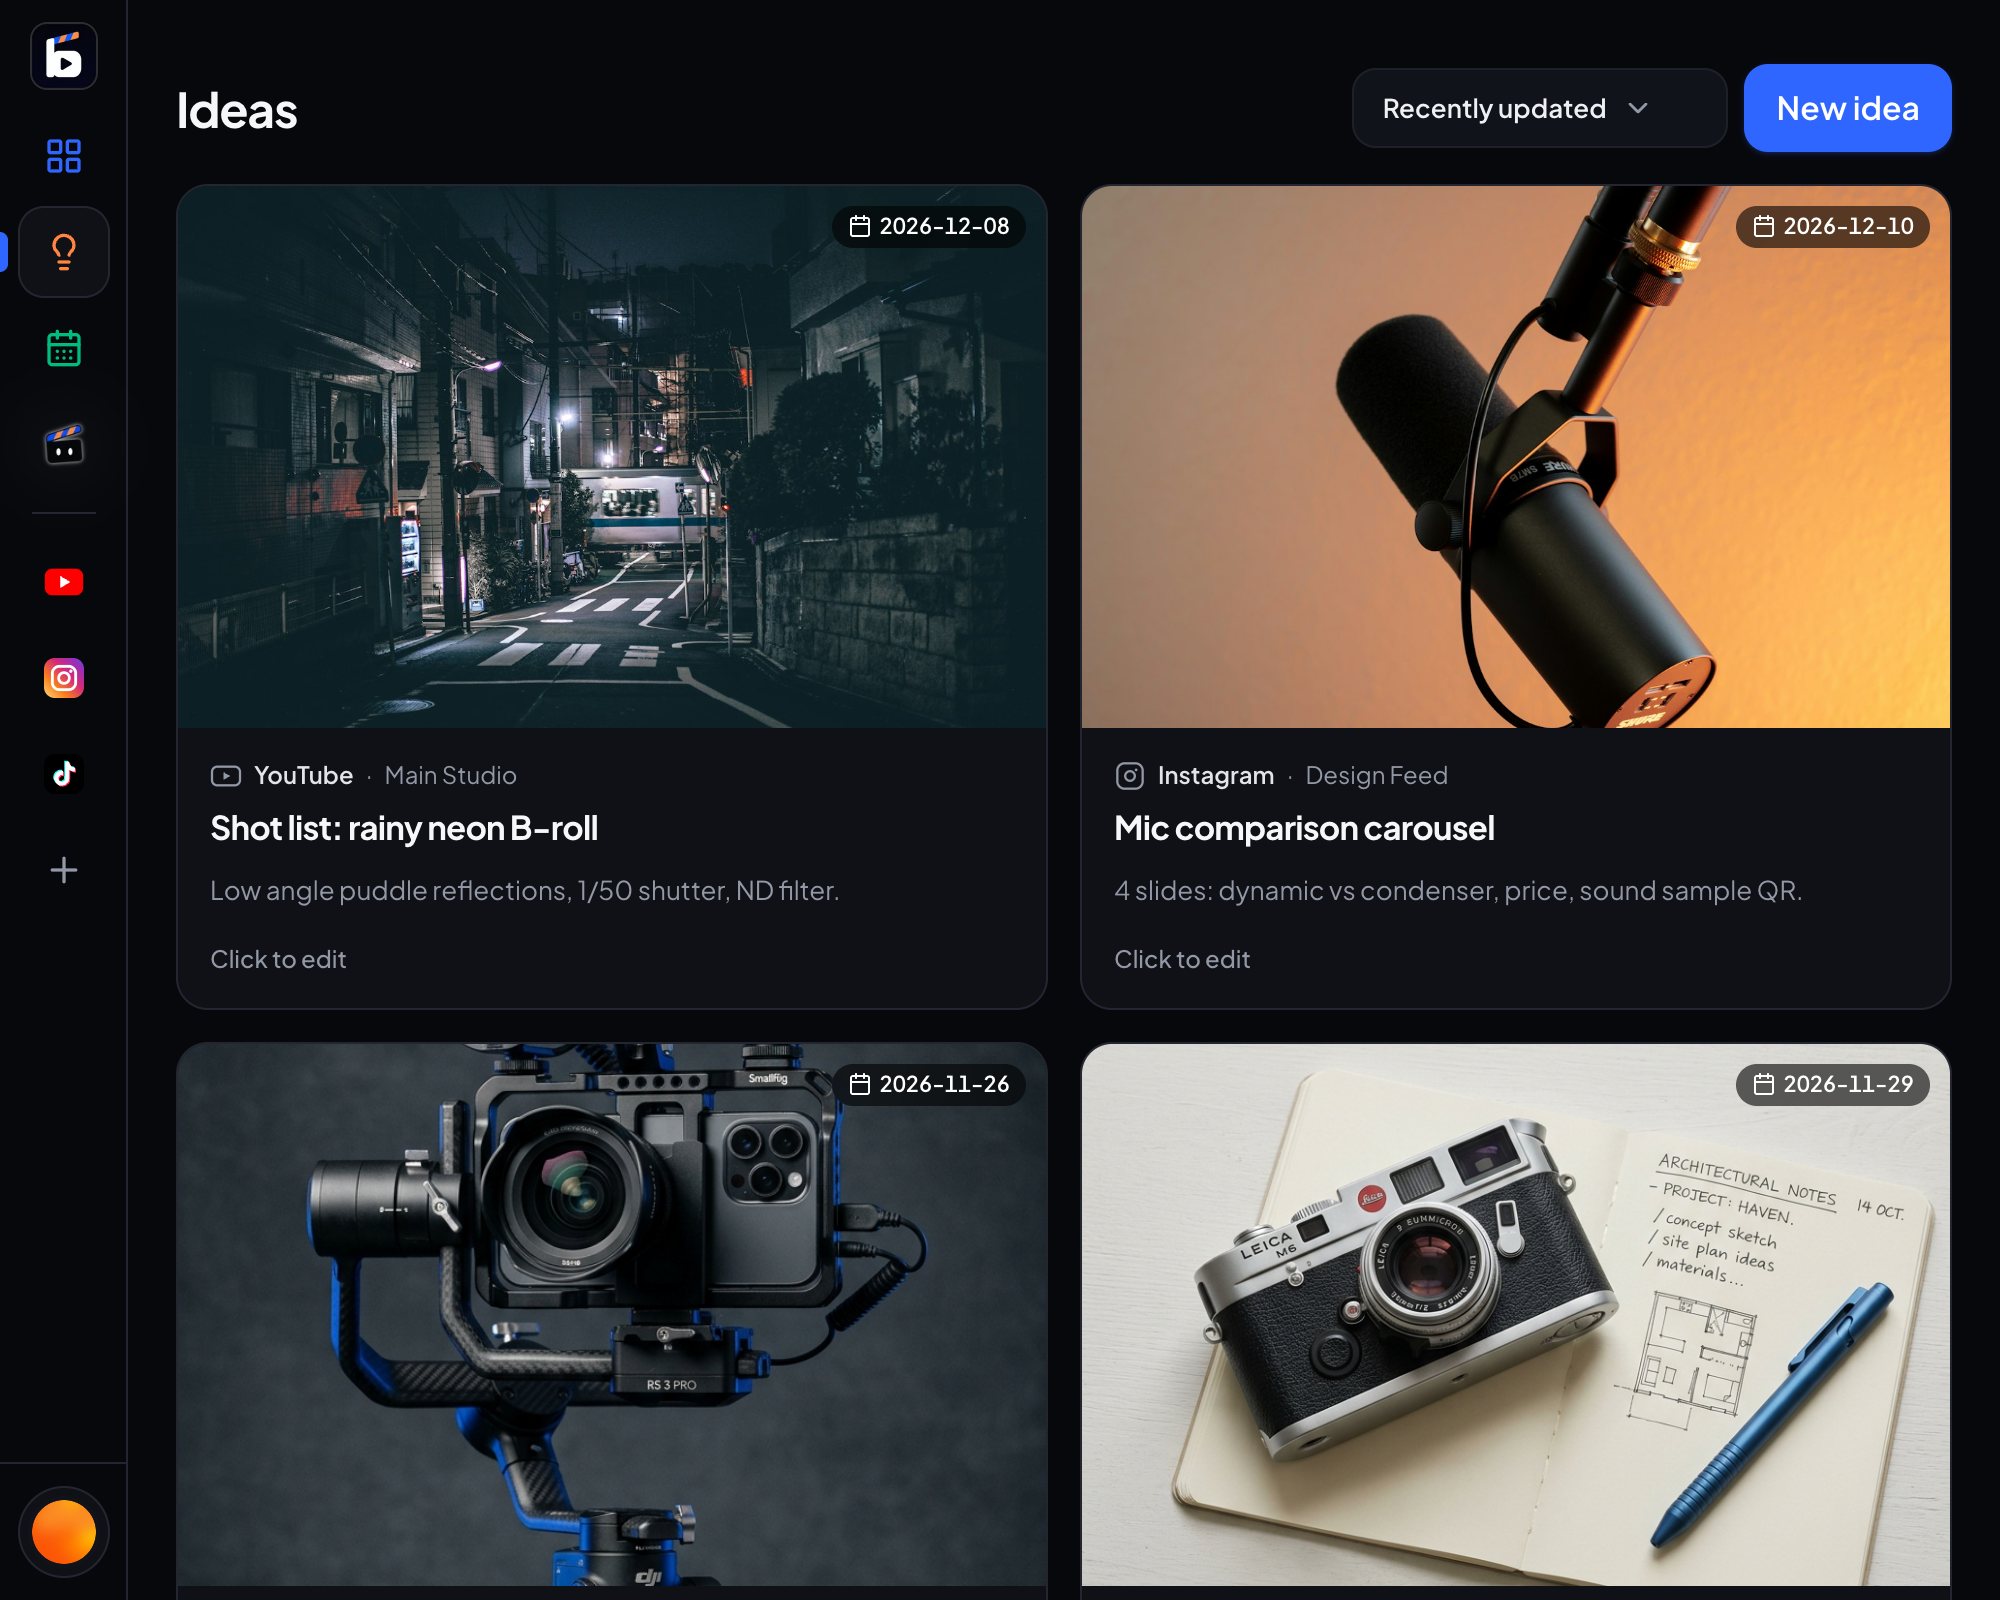 Ideas
Recently updated
New idea
2026-12-08
2026-12-10
SHURE
YouTube · Main Studio
Shot list: rainy neon B-roll
Low angle puddle reflections, 1/50 shutter, ND filter.
Click to edit
Instagram · Design Feed
Mic comparison carousel
4 slides: dynamic vs condenser, price, sound sample QR.
Click to edit
2026-11-26
SmallRig
RS 3 PRO
dji
2026-11-29
LEICA
M6
Leica
ARCHITECTURAL NOTES 14 OCT.
- PROJECT: HAVEN.
/ concept sketch
/ site plan ideas
/ materials...